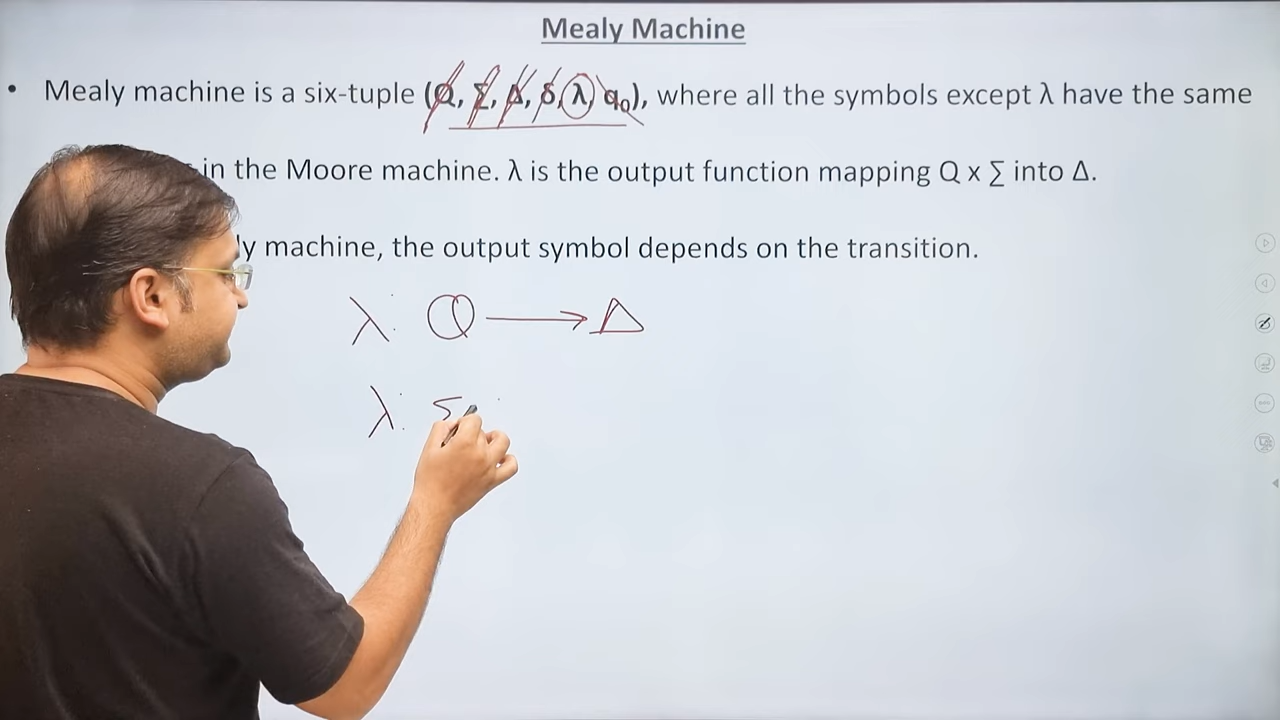 Mealy Machine
• Mealy machine is a six-tuple (Q, ∑, Δ, δ, λ, q₀), where all the symbols except λ have the same
in the Moore machine. λ is the output function mapping Q x ∑ into Δ.
machine, the output symbol depends on the transition.
λ: Q → Δ
λ: Σ